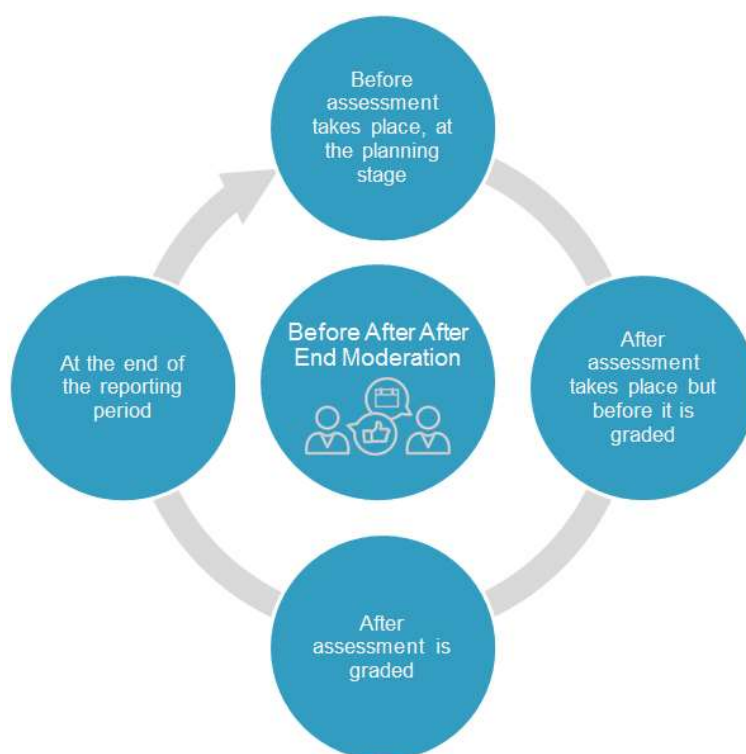 Before
assessment
takes place, at
the planning
stage
Before After After
End Moderation
At the end of
the reporting
period
After
assessment
takes place but
before it is
graded
After
assessment is
graded